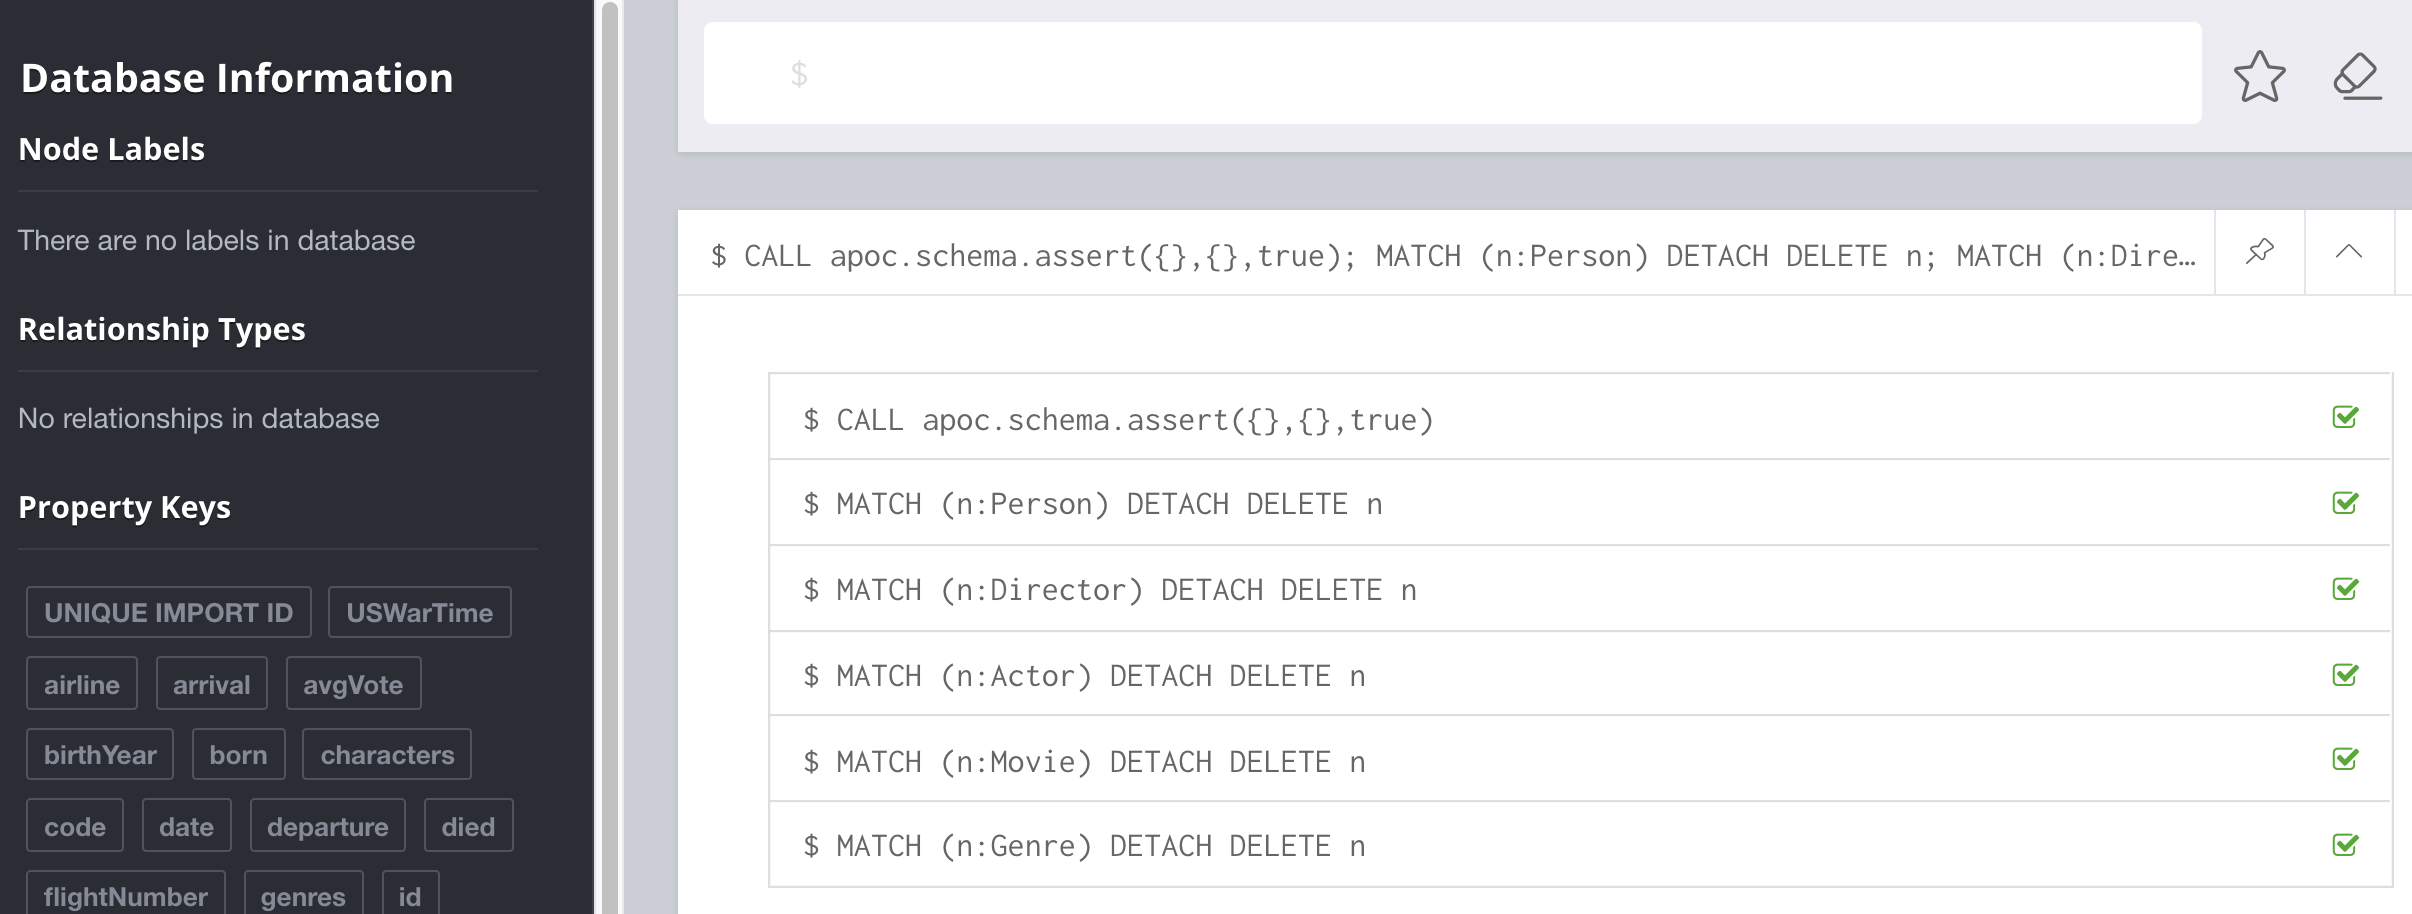 Database Information
Node Labels
There are no labels in database
Relationship Types
No relationships in database
Property Keys
UNIQUE IMPORT ID USWarTime
airline arrival avgVote
birthYear born characters
code date departure died
flightNumber genres id
$
$ CALL apoc.schema.assert({},{},true); MATCH (n:Person) DETACH DELETE n; MATCH (n:Dire…
$ CALL apoc.schema.assert({},{},true)
$ MATCH (n:Person) DETACH DELETE n
$ MATCH (n:Director) DETACH DELETE n
$ MATCH (n:Actor) DETACH DELETE n
$ MATCH (n:Movie) DETACH DELETE n
$ MATCH (n:Genre) DETACH DELETE n